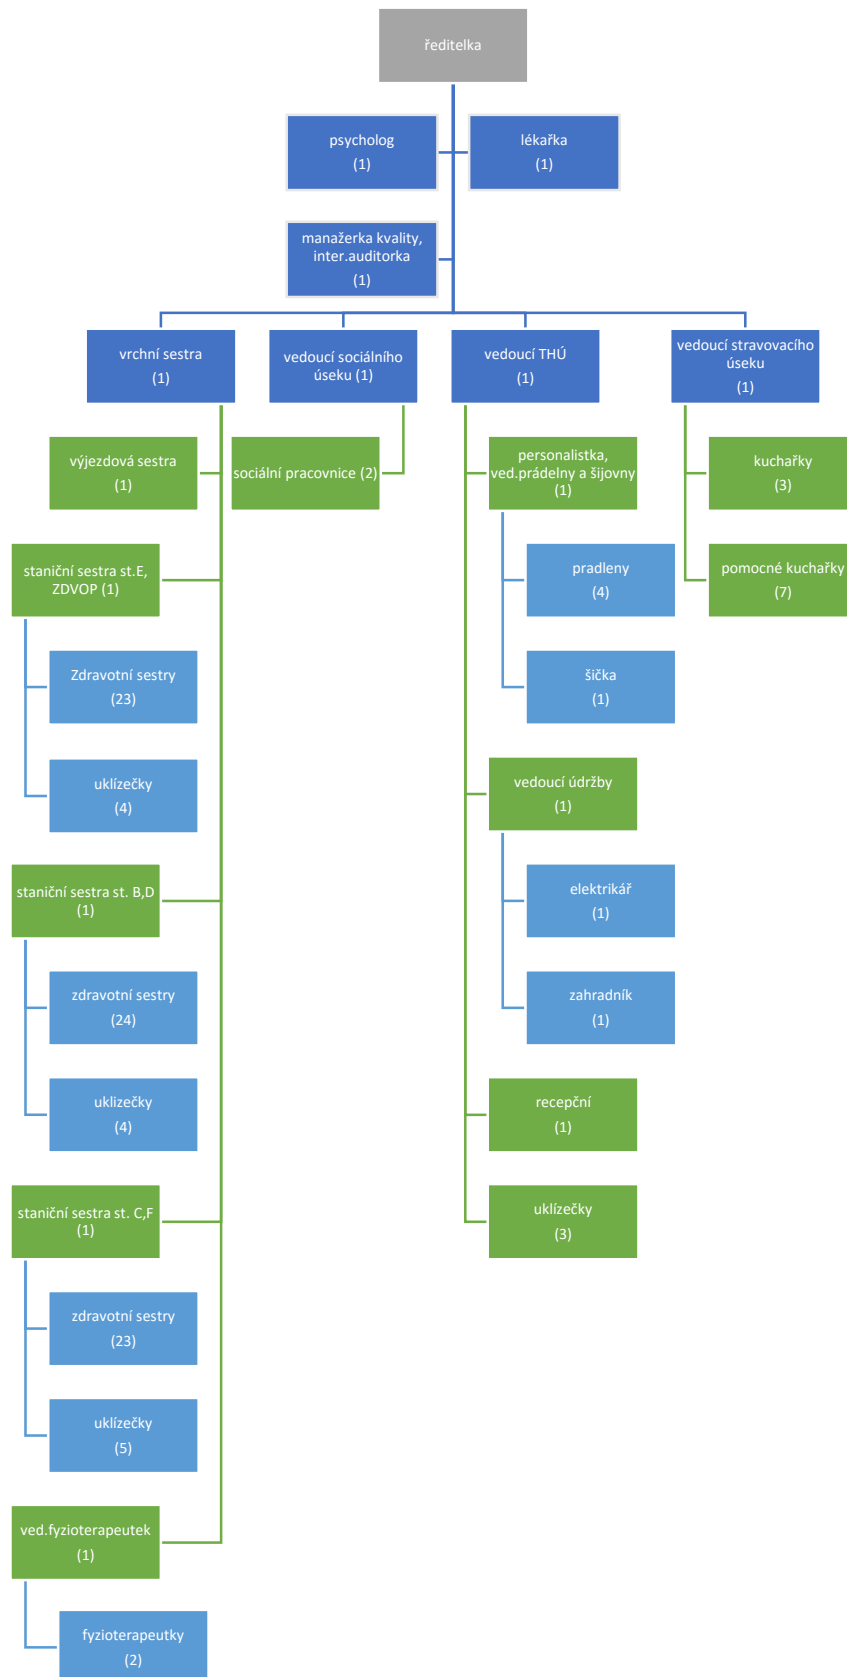 ředitelka
psycholog
(1)
lékařka
(1)
manažerka kvality,
inter.auditorka
(1)
vrchní sestra
(1)
vedoucí sociálního
úseku (1)
vedoucí THÚ
(1)
vedoucí stravovacího
úseku
(1)
výjezdová sestra
(1)
sociální pracovnice (2)
personalistka,
ved.prádelny a šijovny
(1)
kuchařky
(3)
staniční sestra st.E,
ZDVOP (1)
pradleny
(4)
pomocné kuchařky
(7)
Zdravotní sestry
(23)
šička
(1)
uklízečky
(4)
vedoucí údržby
(1)
staniční sestra st. B,D
(1)
elektrikář
(1)
zdravotní sestry
(24)
zahradník
(1)
uklizečky
(4)
recepční
(1)
staniční sestra st. C,F
(1)
uklízečky
(3)
zdravotní sestry
(23)
uklízečky
(5)
ved.fyzioterapeutek
(1)
fyzioterapeutky
(2)